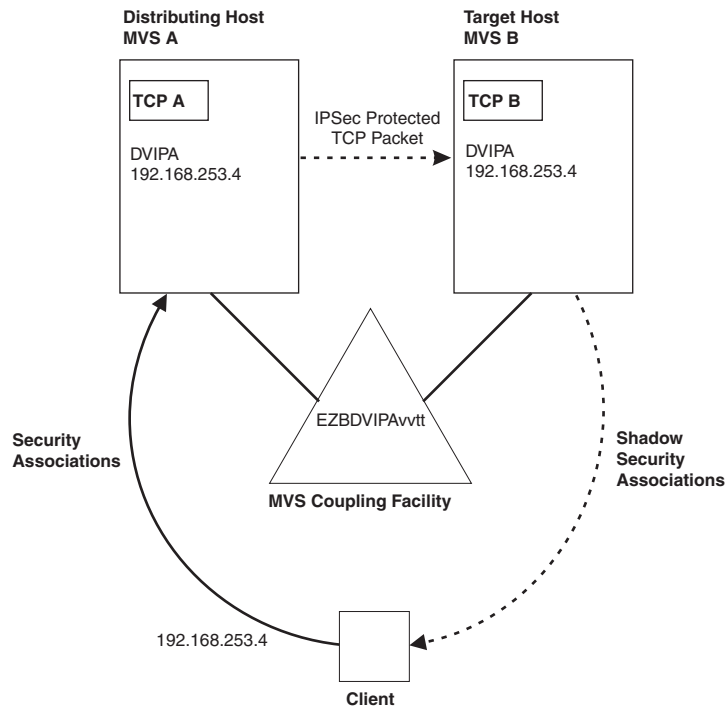 Distributing Host
MVS A
Target Host
MVS B
TCP A
TCP B
IPSec Protected
TCP Packet
DVIPA
192.168.253.4
DVIPA
192.168.253.4
EZBDVIPAvvtt
MVS Coupling Facility
Security
Associations
Shadow
Security
Associations
192.168.253.4
Client